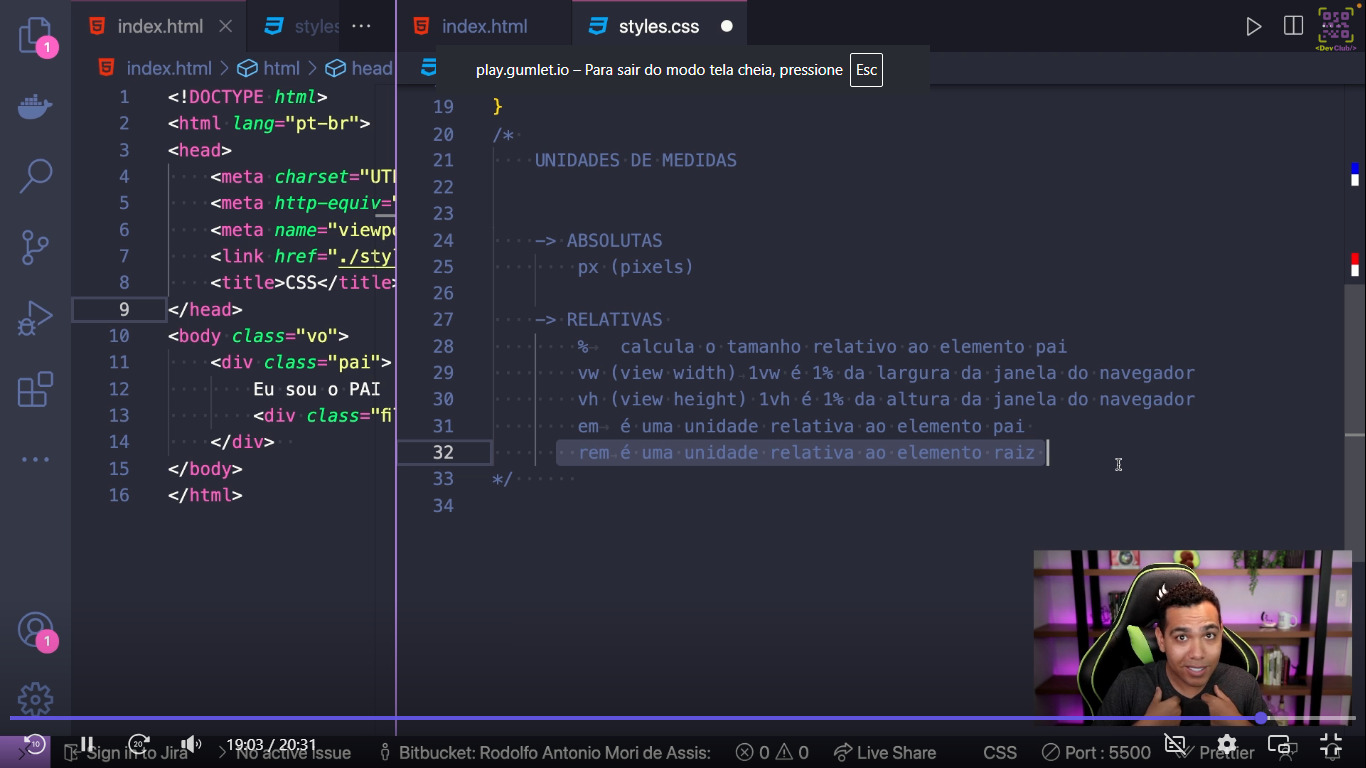 index.html
styles
···
index.html
styles.css
<DevClub/>
index.html > html > head
play.gumlet.io – Para sair do modo tela cheia, pressione Esc
1
1 <!DOCTYPE html>
2 <html lang="pt-br">
3 <head>
4 <meta charset="UT
5 <meta http-equiv="
6 <meta name="viewp
7 <link href="./sty
8 <title>CSS</title>
9 </head>
10 <body class="vo">
11 <div class="pai">
12 Eu sou o PAI
13 <div class="fi
14 </div>
15 </body>
16 </html>
19 }
20 /*
21 UNIDADES DE MEDIDAS
22
23
24 -> ABSOLUTAS
25 px (pixels)
26
27 -> RELATIVAS
28 % calcula o tamanho relativo ao elemento pai
29 vw (view width) 1vw é 1% da largura da janela do navegador
30 vh (view height) 1vh é 1% da altura da janela do navegador
31 em é uma unidade relativa ao elemento pai
32 rem é uma unidade relativa ao elemento raiz
33 */
34
1
10
20
19:03 / 20:31
Sign in to Jira
No active issue
Bitbucket: Rodolfo Antonio Mori de Assis:
0 0
Live Share
CSS
Port : 5500
Prettier